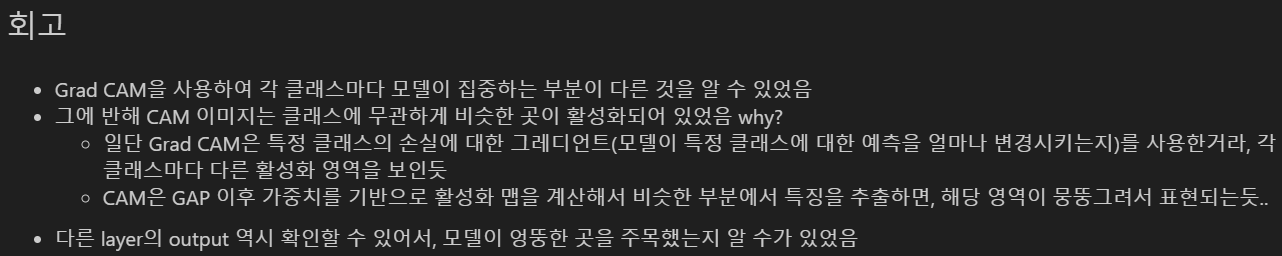 회고
Grad CAM을 사용하여 각 클래스마다 모델이 집중하는 부분이 다른 것을 알 수 있었음
그에 반해 CAM 이미지는 클래스에 무관하게 비슷한 곳이 활성화되어 있었음 why?
일단 Grad CAM은 특정 클래스의 손실에 대한 그레디언트(모델이 특정 클래스에 대한 예측을 얼마나 변경시키는지)를 사용한거라, 각
클래스마다 다른 활성화 영역을 보인듯
CAM은 GAP 이후 가중치를 기반으로 활성화 맵을 계산해서 비슷한 부분에서 특징을 추출하면, 해당 영역이 뭉뚱그려서 표현되는듯..
다른 layer의 output 역시 확인할 수 있어서, 모델이 엉뚱한 곳을 주목했는지 알 수가 있었음